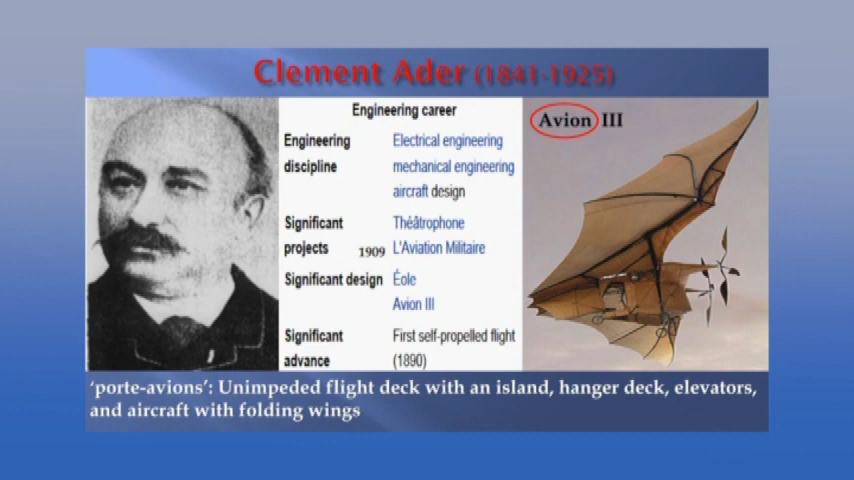 Clement Ader (1841-1925)
Engineering career
Engineering discipline Electrical engineering
mechanical engineering
aircraft design
Significant projects Théâtrophone
1909 L'Aviation Militaire
Significant design Éole
Avion III
Significant advance First self-propelled flight
(1890)
Avion III
'porte-avions': Unimpeded flight deck with an island, hanger deck, elevators,
and aircraft with folding wings